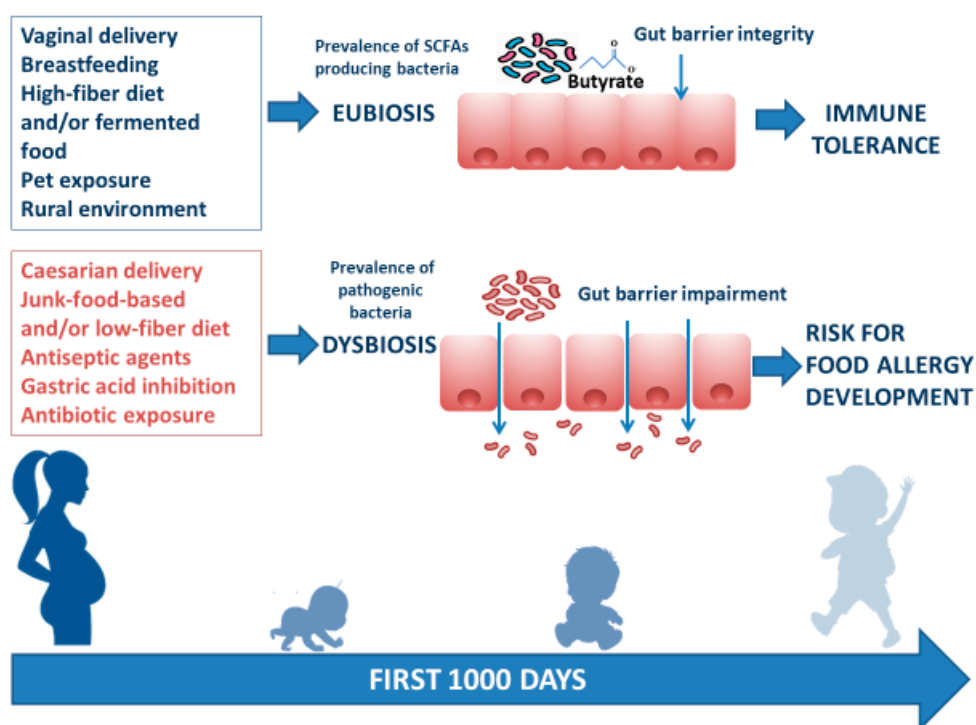 Vaginal delivery
Breastfeeding
High-fiber diet
and/or fermented
food
Pet exposure
Rural environment
Prevalence of SCFAs
producing bacteria
EUBIOSIS
O
O
Butyrate
Gut barrier integrity
IMMUNE
TOLERANCE
Caesarian delivery
Junk-food-based
and/or low-fiber diet
Antiseptic agents
Gastric acid inhibition
Antibiotic exposure
Prevalence of
pathogenic
bacteria
DYSBIOSIS
Gut barrier impairment
RISK FOR
FOOD ALLERGY
DEVELOPMENT
FIRST 1000 DAYS